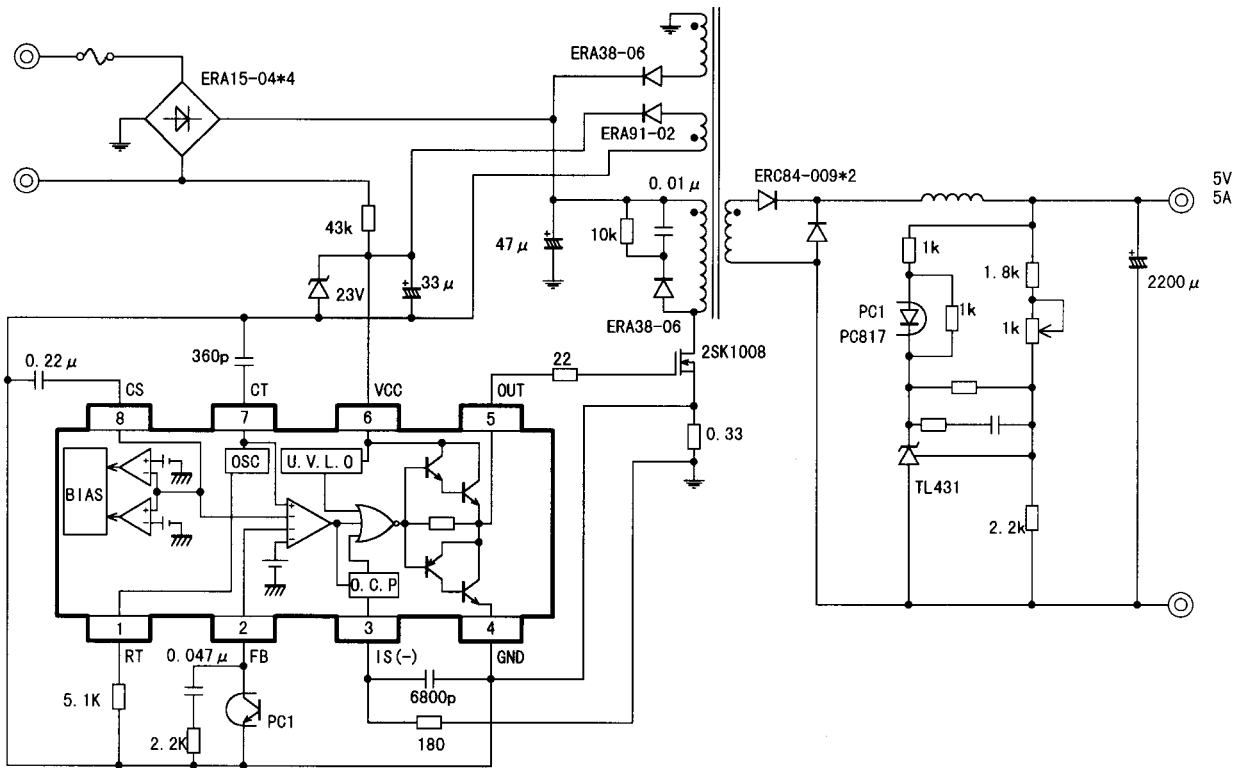 ERA15-04*4
ERA38-06
ERA91-02
0.01μ
ERC84-009*2
5V
5A
43k
47μ
10k
1k
1.8k
2200μ
23V
33μ
ERA38-06
PC1
PC817
1k
1k
0.22μ
360p
22
2SK1008
CS
CT
VCC
OUT
8
7
6
5
0.33
OSC
U.V.L.O
TL431
BIAS
2.2k
O.C.P
1
2
3
4
RT
FB
IS(-)
GND
0.047μ
6800p
5.1K
PC1
2.2K
180